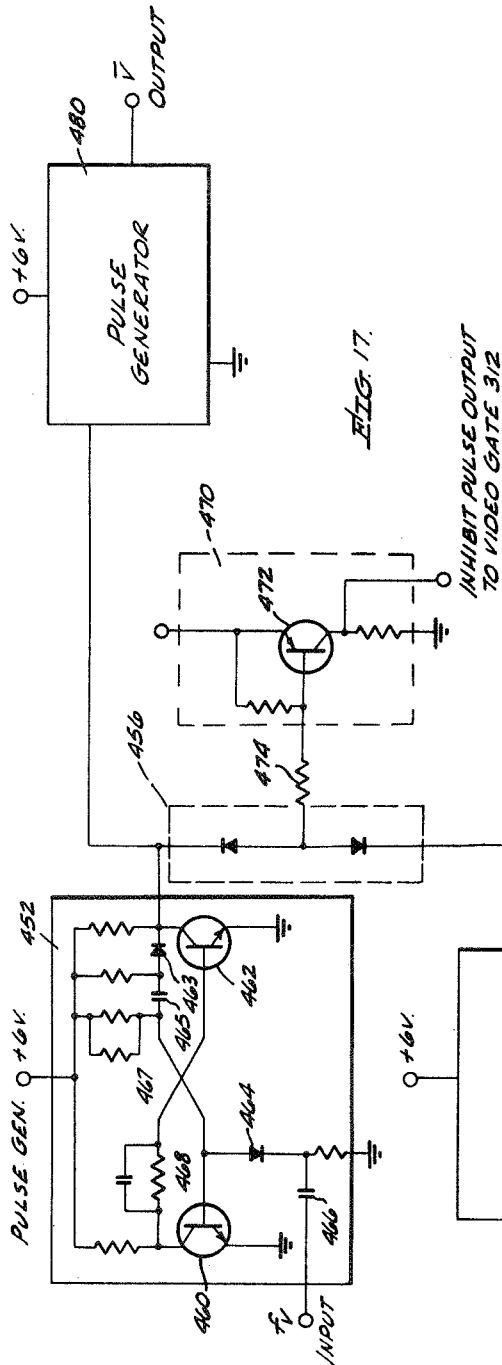 PULSE GEN.
+6V.
452
467
468
465
463
460
462
464
466
fv
INPUT
456
474
470
472
+6V.
480
PULSE
GENERATOR
V̅
OUTPUT
FIG. 17.
INHIBIT PULSE OUTPUT
TO VIDEO GATE 312
+6V.